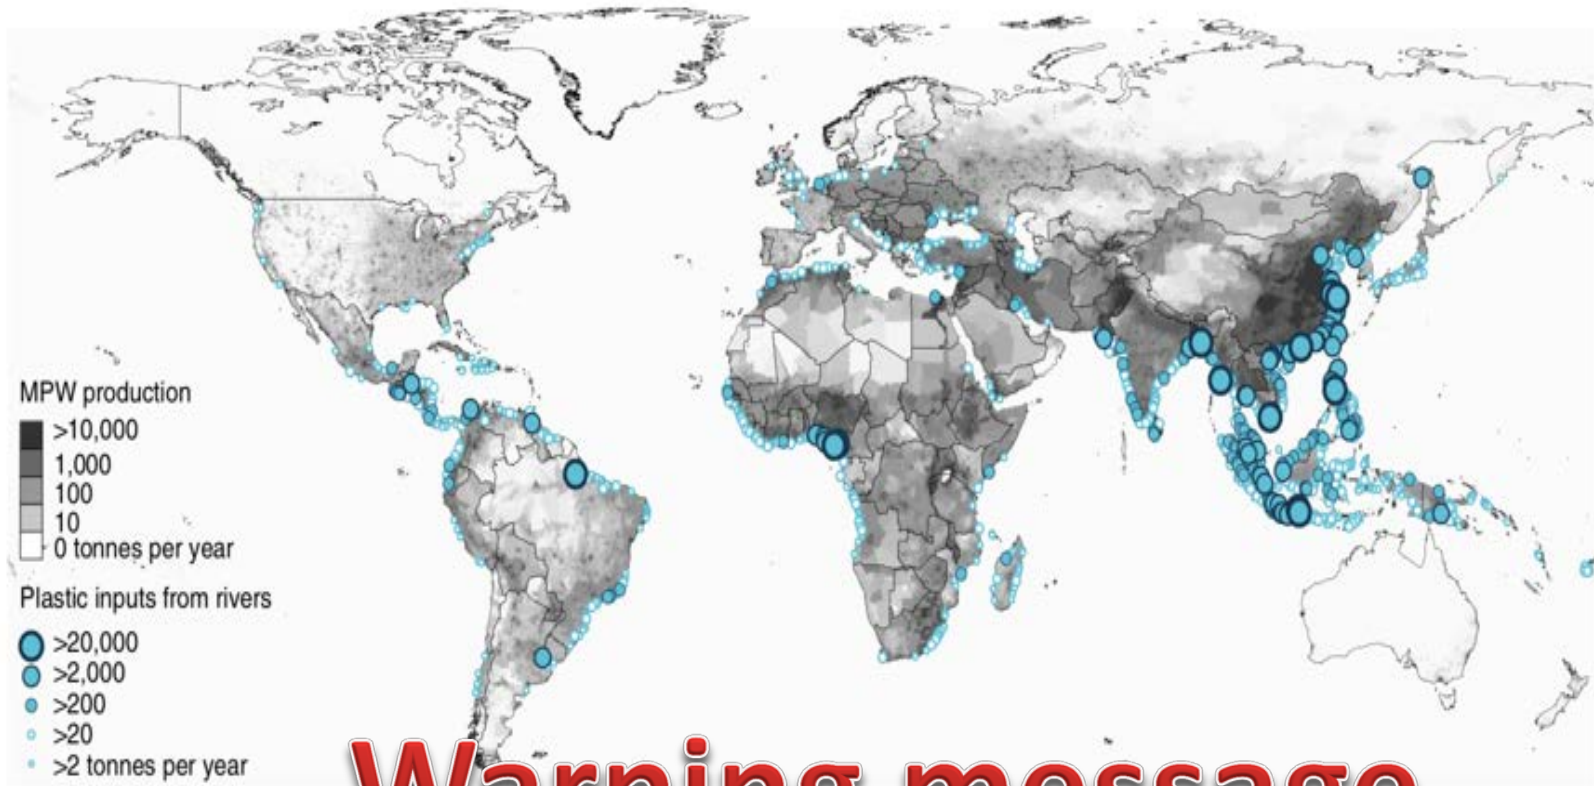 MPW production
>10,000
1,000
100
10
0 tonnes per year
Plastic inputs from rivers
>20,000
>2,000
>200
>20
>2 tonnes per year
Warning message